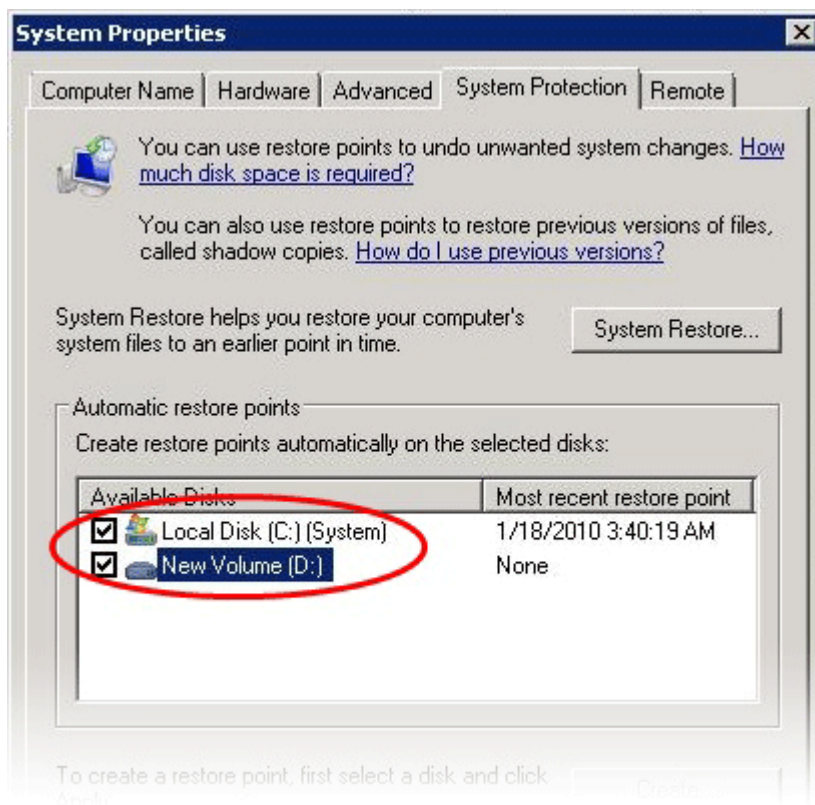 System Properties
Computer Name
Hardware
Advanced
System Protection
Remote
You can use restore points to undo unwanted system changes. How
much disk space is required?
You can also use restore points to restore previous versions of files,
called shadow copies. How do I use previous versions?
System Restore helps you restore your computer's
system files to an earlier point in time.
System Restore...
Automatic restore points
Create restore points automatically on the selected disks:
Available Disks
Most recent restore point
Local Disk (C:) (System)
1/18/2010 3:40:19 AM
New Volume (D:)
None
To create a restore point, first select a disk and click
Apply.
Create...